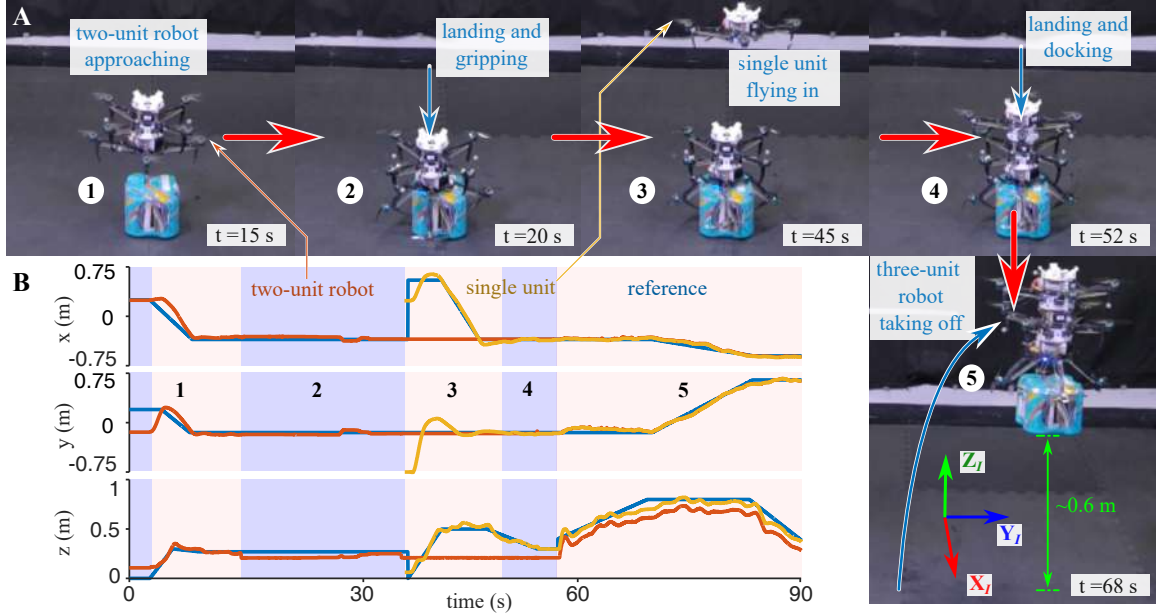 A
two-unit robot
approaching
1
t =15 s
landing and
gripping
2
t =20 s
single unit
flying in
3
t =45 s
landing and
docking
4
t =52 s
B
two-unit robot
single unit
reference
x (m)
0.75
0
-0.75
y (m)
0.75
0
-0.75
1
2
3
4
5
z (m)
1
0.5
0
0
30
60
90
time (s)
three-unit
robot
taking off
5
Z_I
Y_I
X_I
~0.6 m
t =68 s